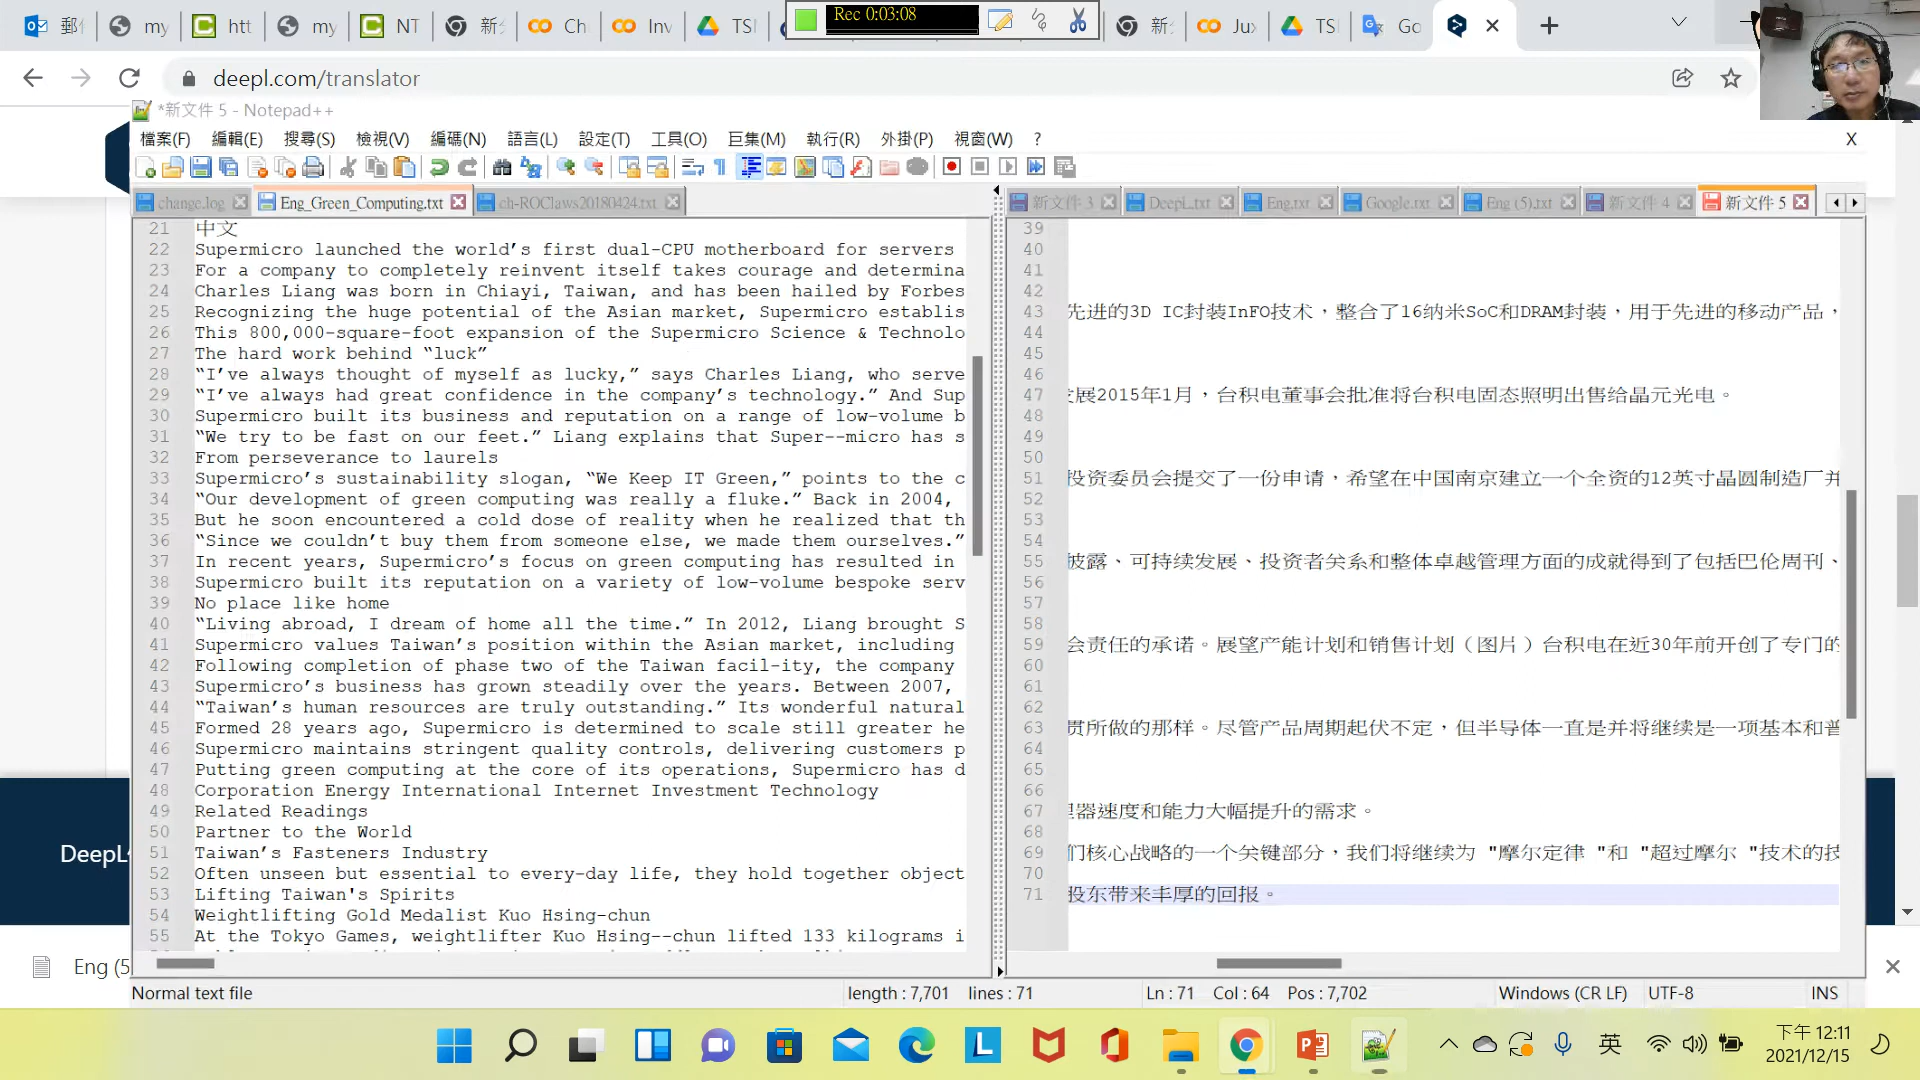 郵
my
htt
my
NT
新
Ch
Inv
TSI
Rec 0:03:08
新
Ju
TS
Go
deepl.com/translator
*新文件 5 - Notepad++
檔案(F) 編輯(E) 搜尋(S) 檢視(V) 編碼(N) 語言(L) 設定(T) 工具(O) 巨集(M) 執行(R) 外掛(P) 視窗(W) ?
X
change.log
Eng_Green_Computing.txt
ch-ROClaws20180424.txt
新文件 3
DeepL.txt
Eng.txt
Google.txt
Eng (5).txt
新文件 4
新文件 5
21 中文
22 Supermicro launched the world’s first dual-CPU motherboard for servers
23 For a company to completely reinvent itself takes courage and determina
24 Charles Liang was born in Chiayi, Taiwan, and has been hailed by Forbes
25 Recognizing the huge potential of the Asian market, Supermicro establis
26 This 800,000-square-foot expansion of the Supermicro Science & Technolo
27 The hard work behind “luck”
28 “I’ve always thought of myself as lucky,” says Charles Liang, who serve
29 “I’ve always had great confidence in the company’s technology.” And Sup
30 Supermicro built its business and reputation on a range of low-volume b
31 “We try to be fast on our feet.” Liang explains that Super--micro has s
32 From perseverance to laurels
33 Supermicro’s sustainability slogan, “We Keep IT Green,” points to the c
34 “Our development of green computing was really a fluke.” Back in 2004,
35 But he soon encountered a cold dose of reality when he realized that th
36 “Since we couldn’t buy them from someone else, we made them ourselves.”
37 In recent years, Supermicro’s focus on green computing has resulted in
38 Supermicro built its reputation on a variety of low-volume bespoke serv
39 No place like home
40 “Living abroad, I dream of home all the time.” In 2012, Liang brought S
41 Supermicro values Taiwan’s position within the Asian market, including
42 Following completion of phase two of the Taiwan facil-ity, the company
43 Supermicro’s business has grown steadily over the years. Between 2007,
44 “Taiwan’s human resources are truly outstanding.” Its wonderful natural
45 Formed 28 years ago, Supermicro is determined to scale still greater he
46 Supermicro maintains stringent quality controls, delivering customers p
47 Putting green computing at the core of its operations, Supermicro has d
48 Corporation Energy International Internet Investment Technology
49 Related Readings
50 Partner to the World
51 Taiwan’s Fasteners Industry
52 Often unseen but essential to every-day life, they hold together object
53 Lifting Taiwan's Spirits
54 Weightlifting Gold Medalist Kuo Hsing-chun
55 At the Tokyo Games, weightlifter Kuo Hsing--chun lifted 133 kilograms i
39
40
41
42
43 先进的3D IC封装InFO技术，整合了16纳米SoC和DRAM封装，用于先进的移动产品，
44
45
46
47 展2015年1月，台积电董事会批准将台积电固态照明出售给晶元光电。
48
49
50
51 投资委员会提交了一份申请，希望在中国南京建立一个全资的12英寸晶圆制造厂并
52
53
54
55 披露、可持续发展、投资者关系和整体卓越管理方面的成就得到了包括巴伦周刊、
56
57
58
59 会责任的承诺。展望产能计划和销售计划（图片）台积电在近30年前开创了专门的
60
61
62
63 贯所做的那样。尽管产品周期起伏不定，但半导体一直是并将继续是一项基本和普
64
65
66
67 理器速度和能力大幅提升的需求。
68
69 们核心战略的一个关键部分，我们将继续为 "摩尔定律 "和 "超过摩尔 "技术的技
70
71 股东带来丰厚的回报。
DeepL
Eng (5
Normal text file
length : 7,701 lines : 71
Ln : 71 Col : 64 Pos : 7,702
Windows (CR LF)
UTF-8
INS
英
下午 12:11
2021/12/15